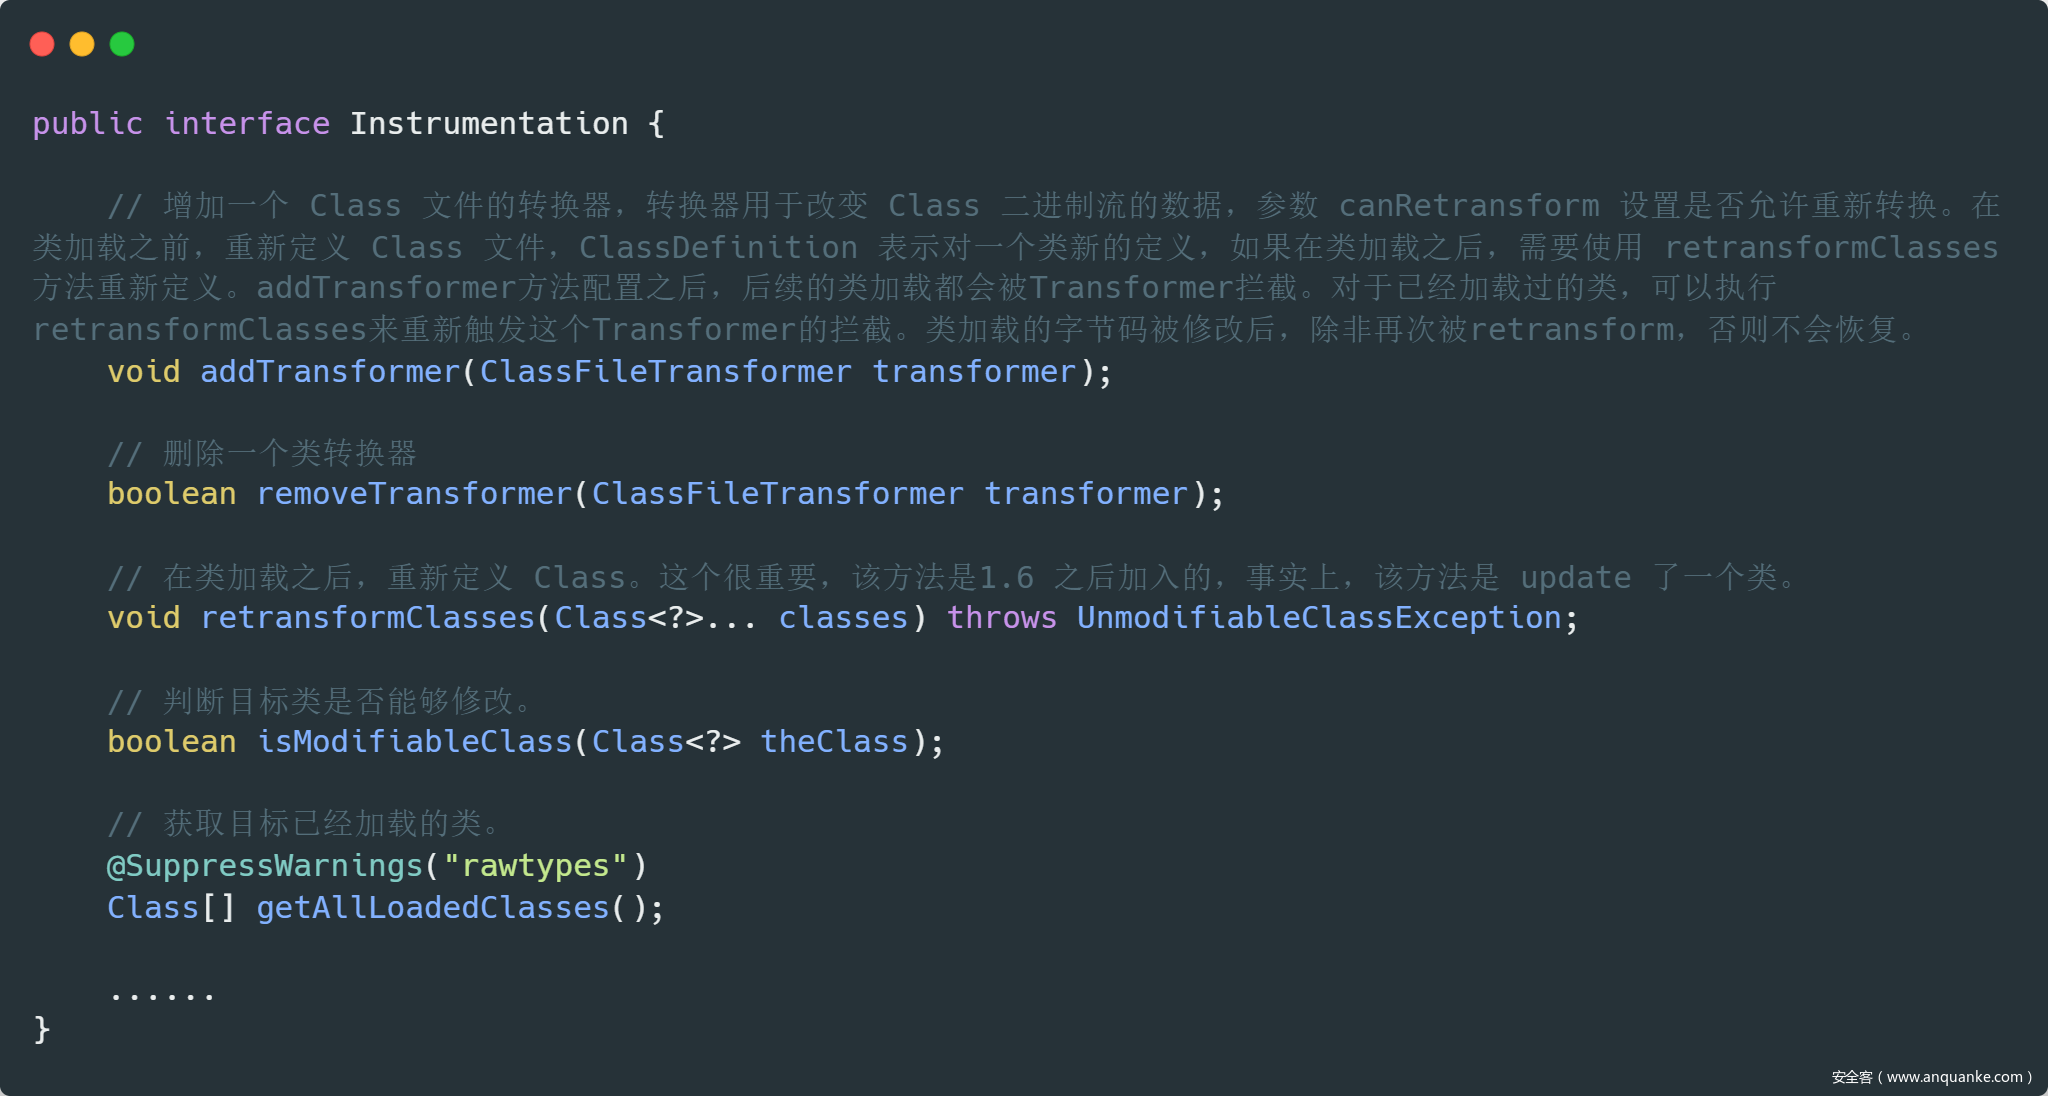 public interface Instrumentation {
// 增加一个 Class 文件的转换器，转换器用于改变 Class 二进制流的数据，参数 canRetransform 设置是否允许重新转换。在
类加载之前，重新定义 Class 文件，ClassDefinition 表示对一个类新的定义，如果在类加载之后，需要使用 retransformClasses
方法重新定义。addTransformer方法配置之后，后续的类加载都会被Transformer拦截。对于已经加载过的类，可以执行
retransformClasses来重新触发这个Transformer的拦截。类加载的字节码被修改后，除非再次被retransform，否则不会恢复。
void addTransformer(ClassFileTransformer transformer);
// 删除一个类转换器
boolean removeTransformer(ClassFileTransformer transformer);
// 在类加载之后，重新定义 Class。这个很重要，该方法是1.6 之后加入的，事实上，该方法是 update 了一个类。
void retransformClasses(Class<?>... classes) throws UnmodifiableClassException;
// 判断目标类是否能够修改。
boolean isModifiableClass(Class<?> theClass);
// 获取目标已经加载的类。
@SuppressWarnings("rawtypes")
Class[] getAllLoadedClasses();
......
}
安全客 ( www.anquanke.com )